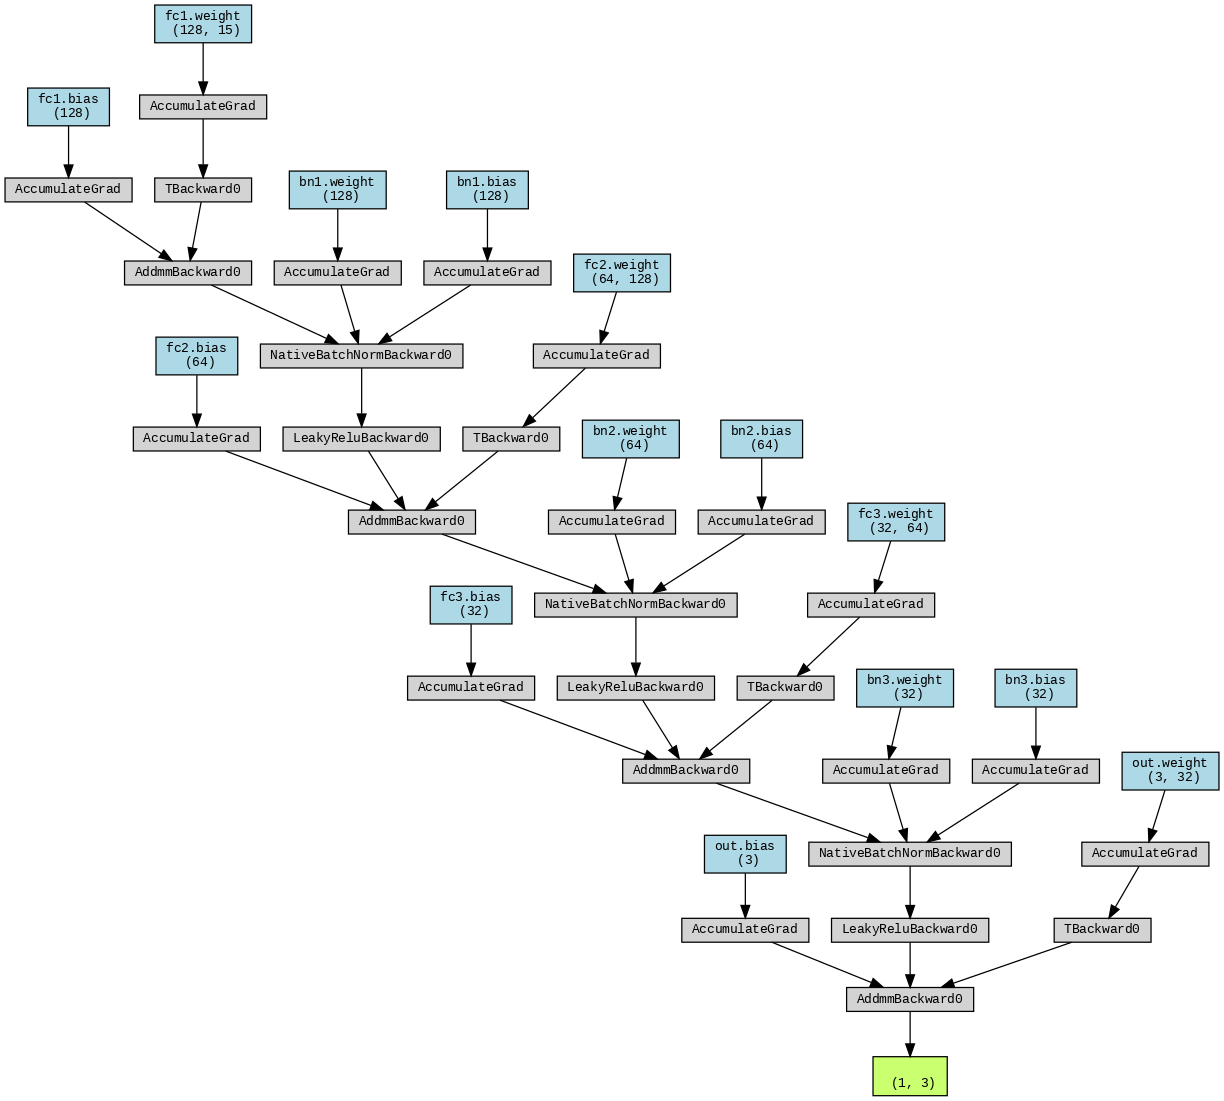 fc1.weight
(128, 15)
fc1.bias
(128)
AccumulateGrad
AccumulateGrad
TBackward0
bn1.weight
(128)
bn1.bias
(128)
AddmmBackward0
AccumulateGrad
AccumulateGrad
fc2.weight
(64, 128)
fc2.bias
(64)
NativeBatchNormBackward0
AccumulateGrad
AccumulateGrad
LeakyReluBackward0
TBackward0
bn2.weight
(64)
bn2.bias
(64)
AddmmBackward0
AccumulateGrad
AccumulateGrad
fc3.weight
(32, 64)
fc3.bias
(32)
NativeBatchNormBackward0
AccumulateGrad
AccumulateGrad
LeakyReluBackward0
TBackward0
bn3.weight
(32)
bn3.bias
(32)
AddmmBackward0
AccumulateGrad
AccumulateGrad
out.weight
(3, 32)
out.bias
(3)
NativeBatchNormBackward0
AccumulateGrad
AccumulateGrad
LeakyReluBackward0
TBackward0
AddmmBackward0
(1, 3)